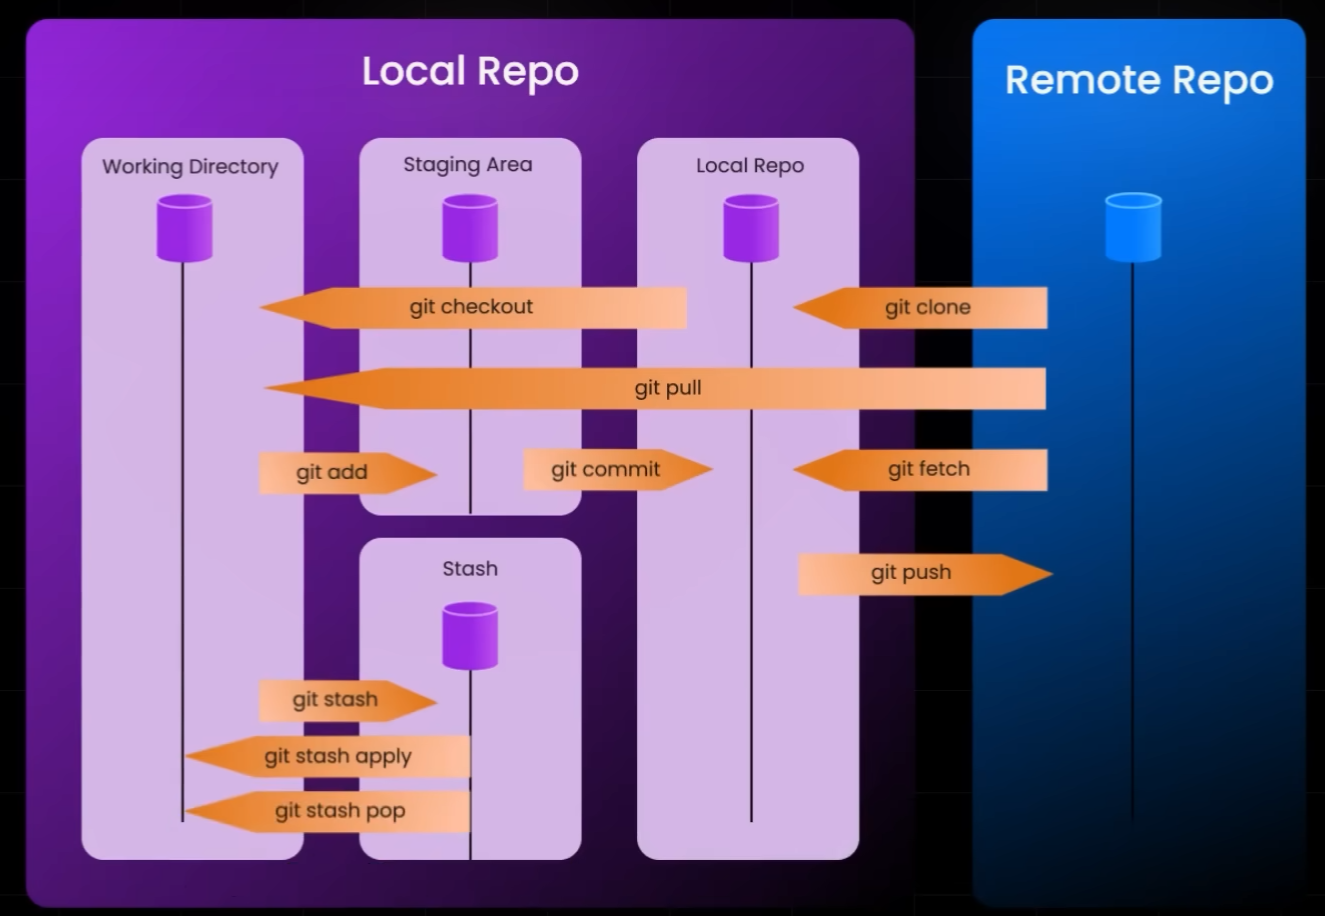 Local Repo
Remote Repo
Working Directory
Staging Area
Local Repo
git checkout
git clone
git pull
git add
git commit
git fetch
git push
Stash
git stash
git stash apply
git stash pop